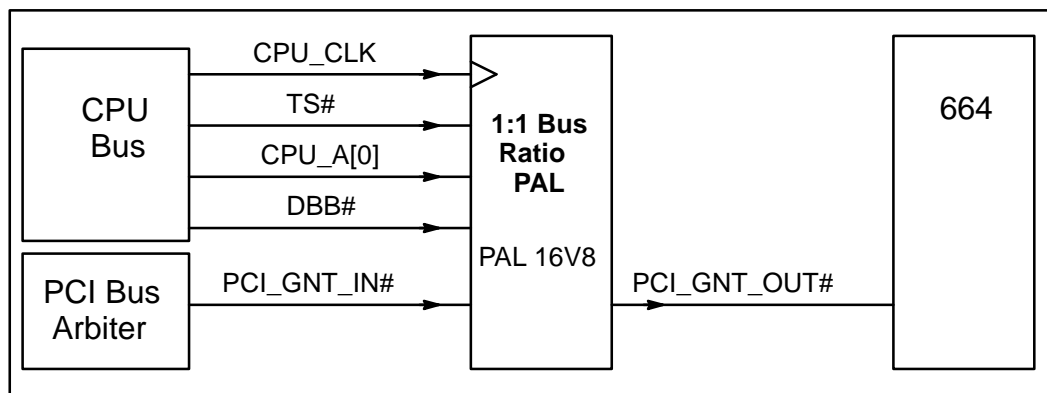 CPU
Bus
CPU_CLK
TS#
CPU_A[0]
DBB#
1:1 Bus
Ratio
PAL
PAL 16V8
664
PCI Bus
Arbiter
PCI_GNT_IN#
PCI_GNT_OUT#